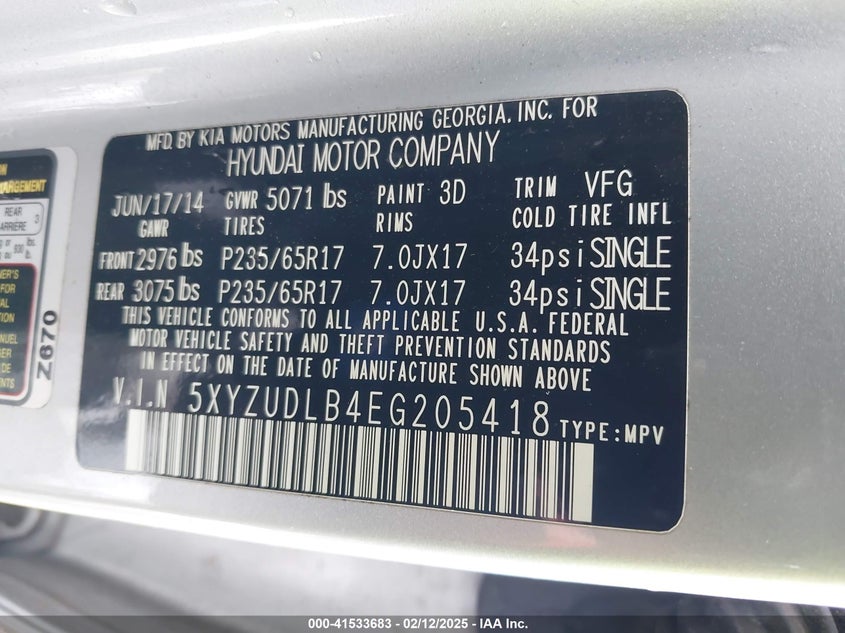 MFD. BY KIA MOTORS MANUFACTURING GEORGIA, INC. FOR
HYUNDAI MOTOR COMPANY
JUN/17/14 GVWR 5071 lbs PAINT 3D TRIM VFG
GAWR TIRES RIMS COLD TIRE INFL
FRONT 2976 lbs P235/65R17 7.0JX17 34psi SINGLE
REAR 3075 lbs P235/65R17 7.0JX17 34psi SINGLE
THIS VEHICLE CONFORMS TO ALL APPLICABLE U.S.A. FEDERAL
MOTOR VEHICLE SAFETY AND THEFT PREVENTION STANDARDS
IN EFFECT ON THE DATE OF MANUFACTURE SHOWN ABOVE
V.I.N 5XYZUDLB4EG205418 TYPE:MPV
REAR
3
Z670
000-41533683 - 02/12/2025 - IAA Inc.